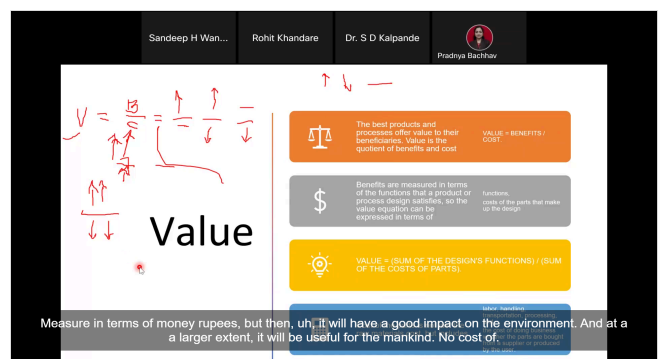 Sandeep H Wan...
Rohit Khandare
Dr. S D Kalpande
Pradnya Bachhav
↑ ↓ —
V = B/C = ↑/— ↑/↓ —/↓
↑↑/↓↓
Value
The best products and
processes offer value to their
beneficiaries. Value is the
quotient of benefits and cost
VALUE = BENEFITS /
COST.
Benefits are measured in terms
of the functions that a product or
process design satisfies, so the
value equation can be
expressed in terms of
functions.
costs of the parts that make
up the design
VALUE = (SUM OF THE DESIGN'S FUNCTIONS) / (SUM
OF THE COSTS OF PARTS).
labor, handling,
transportation, processing,
Measure in terms of money rupees, but then, uh, it will have a good impact on the environment. And at a
a larger extent, it will be useful for the mankind. No cost of